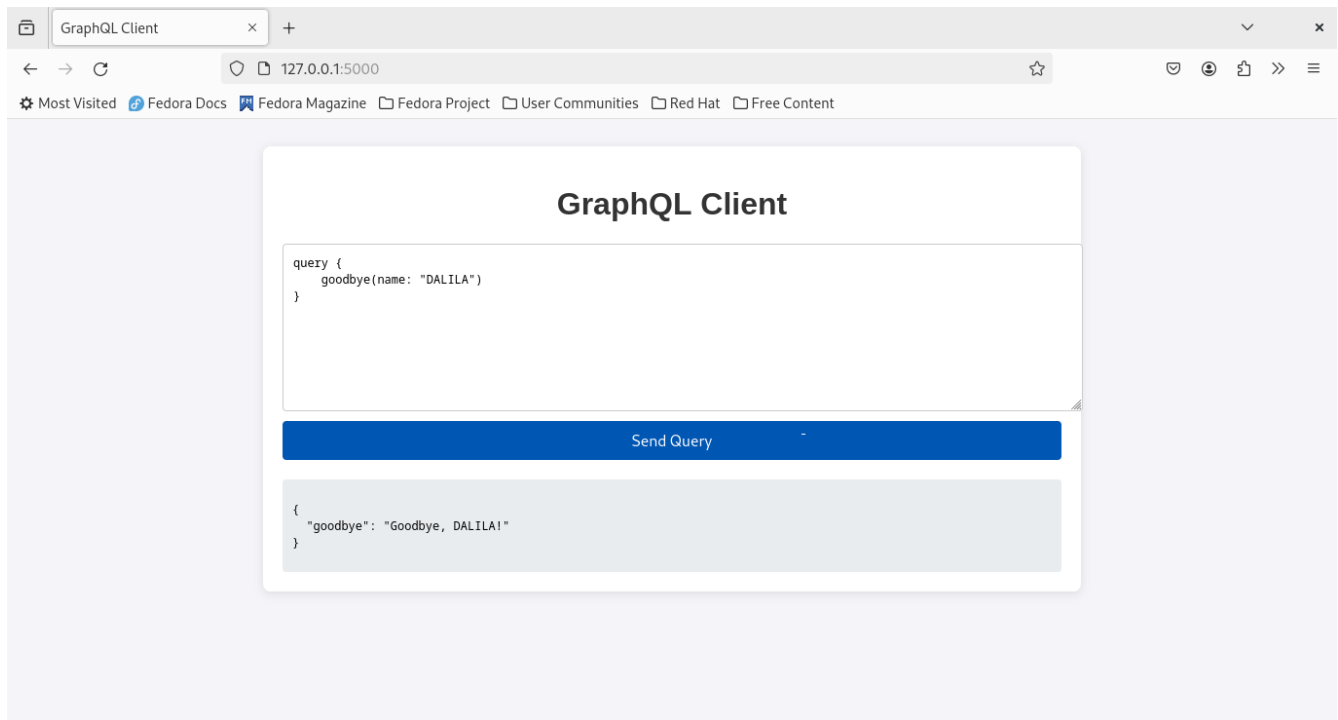 GraphQL Client
127.0.0.1:5000
Most Visited Fedora Docs Fedora Magazine Fedora Project User Communities Red Hat Free Content
GraphQL Client
query {
    goodbye(name: "DALILA")
}
Send Query
{
  "goodbye": "Goodbye, DALILA!"
}